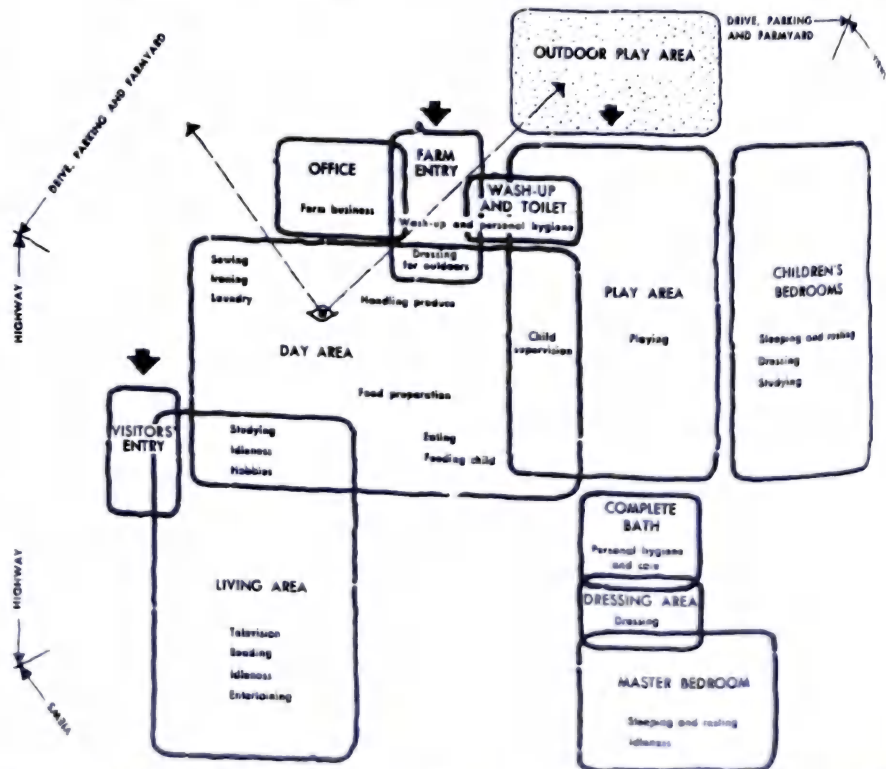 DRIVE, PARKING
AND FARMYARD
OUTDOOR PLAY AREA
DRIVE, PARKING AND FARMYARD
OFFICE
Farm business
FARM
ENTRY
WASH-UP
AND TOILET
Wash-up and personal hygiene
Dressing
for outdoors
Sewing
Ironing
Laundry
Handling produce
DAY AREA
Child
supervision
Food preparation
Eating
Feeding child
Studying
Idleness
Hobbies
PLAY AREA
Playing
CHILDREN'S
BEDROOMS
Sleeping and resting
Dressing
Studying
HIGHWAY
VISITORS'
ENTRY
HIGHWAY
VIEWS
LIVING AREA
Television
Reading
Idleness
Entertaining
COMPLETE
BATH
Personal hygiene
and care
DRESSING AREA
Dressing
MASTER BEDROOM
Sleeping and resting
Idleness